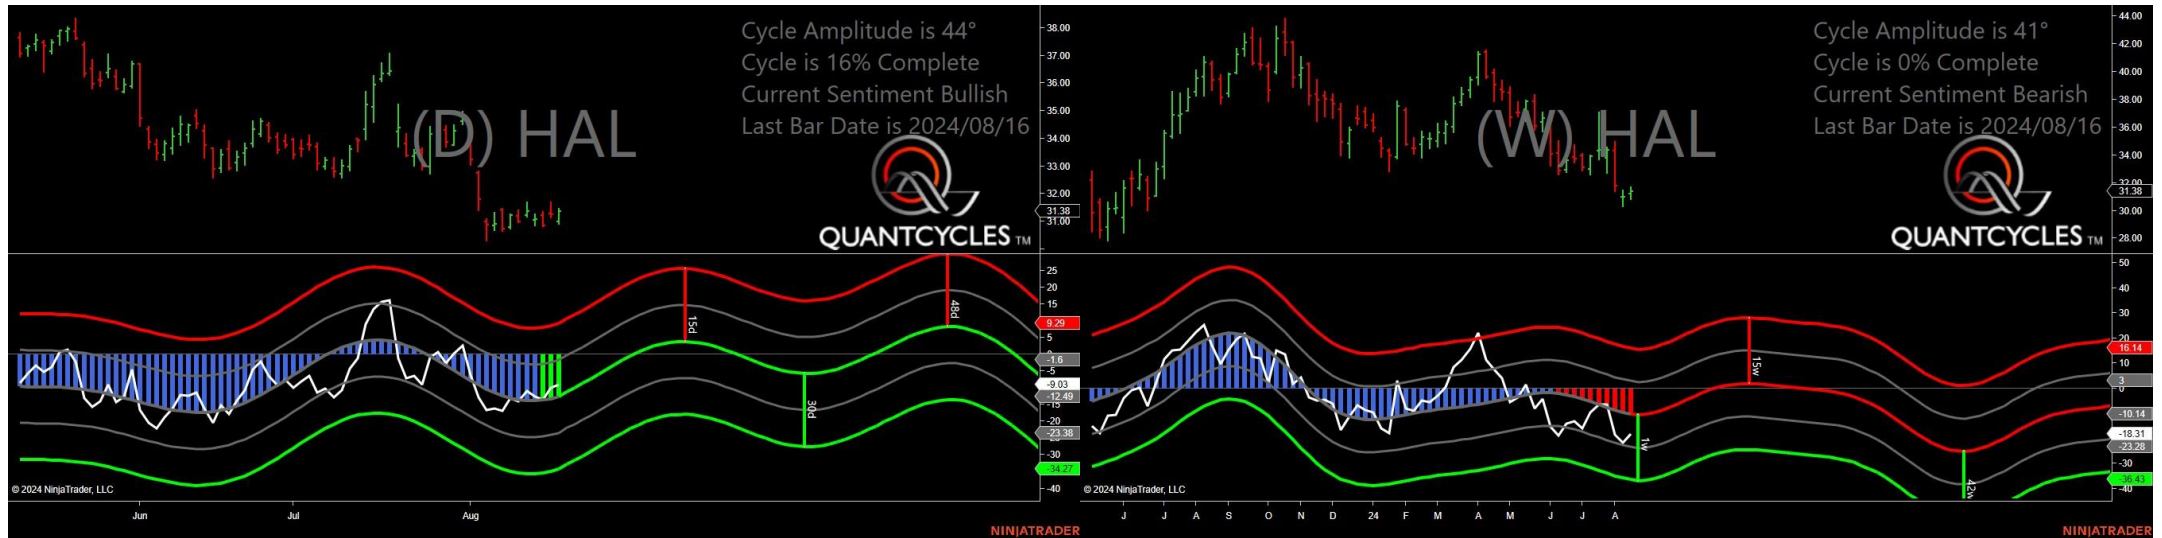 Cycle Amplitude is 44°
Cycle is 16% Complete
Current Sentiment Bullish
Last Bar Date is 2024/08/16
(D) HAL
QUANTCYCLES TM
38.00
37.00
36.00
35.00
34.00
33.00
32.00
31.38
31.00
25
20
15
10
5
9.29
-1.6
-5
-9.03
-12.49
-15
-20
-23.38
-30
-34.27
-40
15d
48d
30d
© 2024 NinjaTrader, LLC
Jun Jul Aug
NINJATRADER
Cycle Amplitude is 41°
Cycle is 0% Complete
Current Sentiment Bearish
Last Bar Date is 2024/08/16
(W) HAL
QUANTCYCLES TM
44.00
42.00
40.00
38.00
36.00
34.00
32.00
31.38
30.00
28.00
50
40
30
20
16.14
3
0
-10.14
-18.31
-23.28
-30
-36.43
-40
15w
1w
42w
© 2024 NinjaTrader, LLC
J J A S O N D 24 F M A M J J A
NINJATRADER